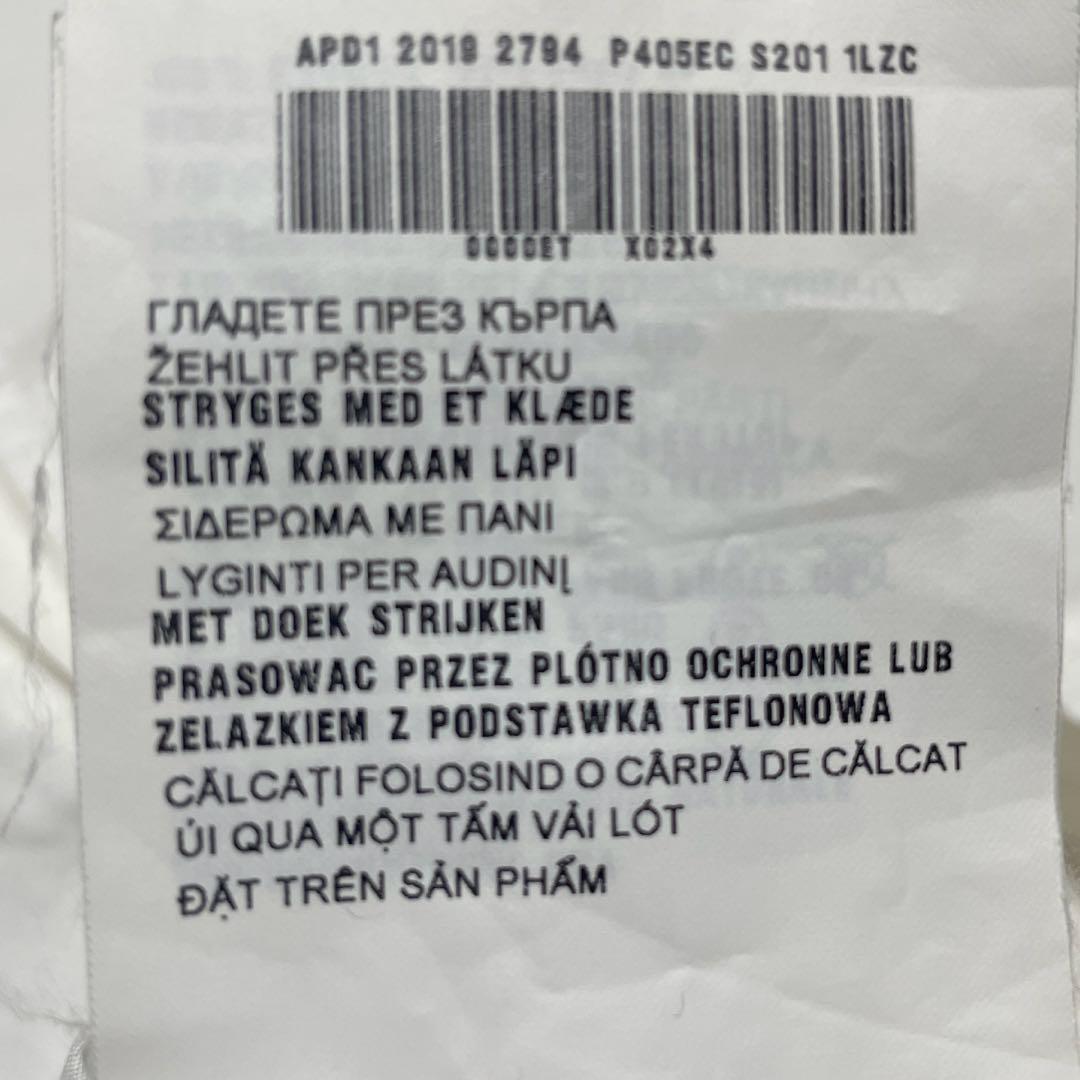 APD1 2019 2794 P405EC S201 1LZC
0000ET X02X4
ГЛАДЕТЕ ПРЕЗ КЪРПА
ŽEHLIT PŘES LÁTKU
STRYGES MED ET KLÆDE
SILITÄ KANKAAN LÄPI
ΣΙΔΕΡΩΜΑ ΜΕ ΠΑΝΙ
LYGINTI PER AUDINĮ
MET DOEK STRIJKEN
PRASOWAC PRZEZ PLÓTNO OCHRONNE LUB
ZELAZKIEM Z PODSTAWKA TEFLONOWA
CĂLCAȚI FOLOSIND O CÂRPĂ DE CĂLCAT
ỦI QUA MỘT TẤM VẢI LÓT
ĐẶT TRÊN SẢN PHẨM